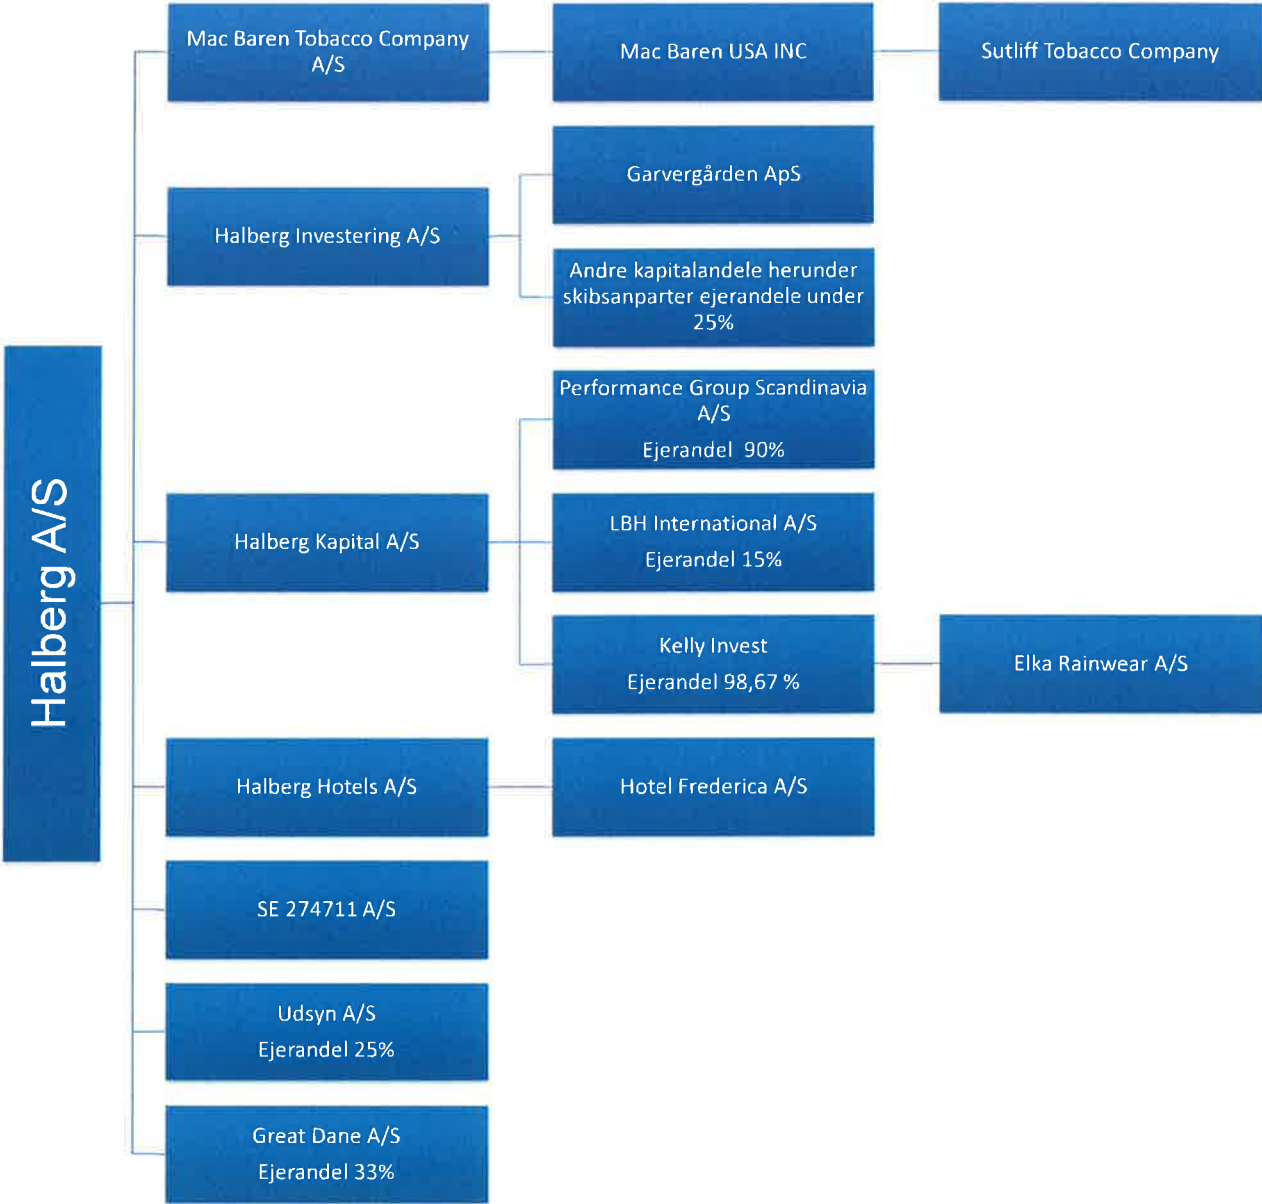 Halberg A/S
Mac Baren Tobacco Company
A/S
Mac Baren USA INC
Sutliff Tobacco Company
Halberg Investering A/S
Garvergården ApS
Andre kapitalandele herunder
skibsanparter ejerandele under
25%
Halberg Kapital A/S
Performance Group Scandinavia
A/S
Ejerandel 90%
LBH International A/S
Ejerandel 15%
Kelly Invest
Ejerandel 98,67 %
Elka Rainwear A/S
Halberg Hotels A/S
Hotel Frederica A/S
SE 274711 A/S
Udsyn A/S
Ejerandel 25%
Great Dane A/S
Ejerandel 33%